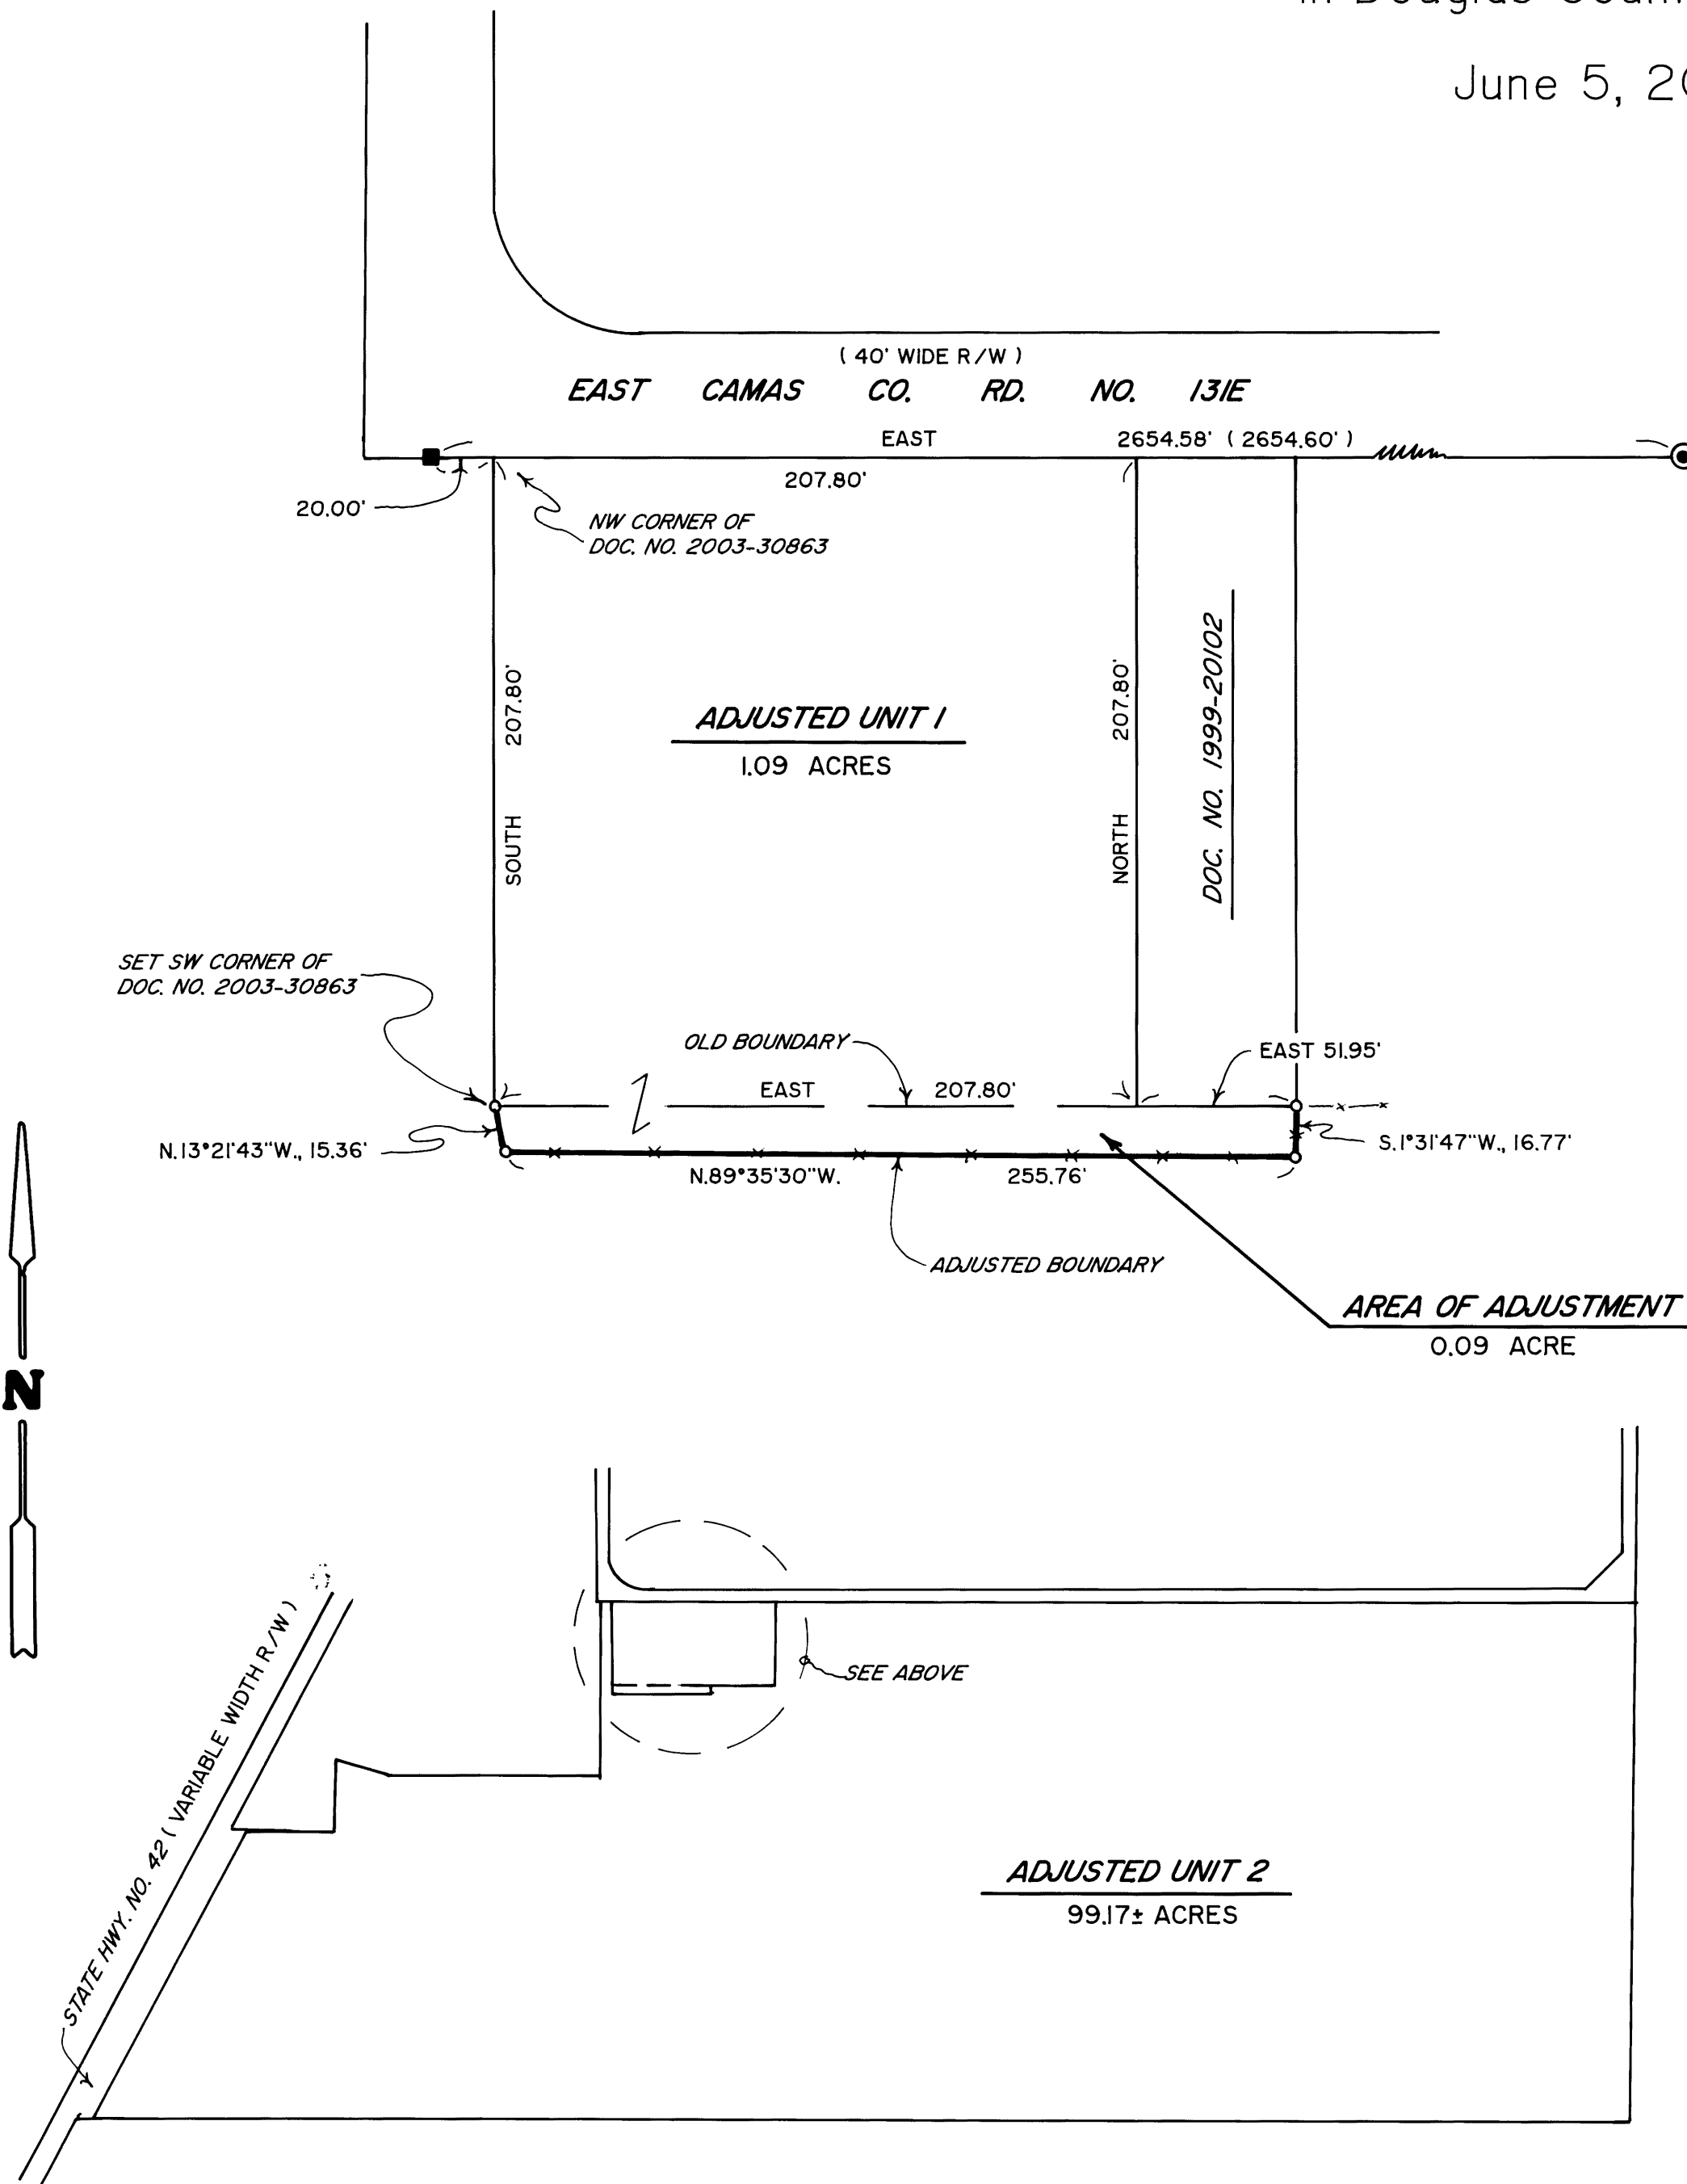 June 5, 20
( 40' WIDE R/W )
EAST CAMAS CO. RD. NO. 131E
EAST 2654.58' ( 2654.60' )
207.80'
20.00'
NW CORNER OF
DOC. NO. 2003-30863
SOUTH 207.80'
ADJUSTED UNIT 1
1.09 ACRES
NORTH 207.80'
DOC. NO. 1999-20102
SET SW CORNER OF
DOC. NO. 2003-30863
OLD BOUNDARY
EAST 51.95'
EAST 207.80'
N.13°21'43"W., 15.36'
S.1°31'47"W., 16.77'
N.89°35'30"W. 255.76'
ADJUSTED BOUNDARY
AREA OF ADJUSTMENT
0.09 ACRE
N
STATE HWY. NO. 42 ( VARIABLE WIDTH R/W )
SEE ABOVE
ADJUSTED UNIT 2
99.17± ACRES